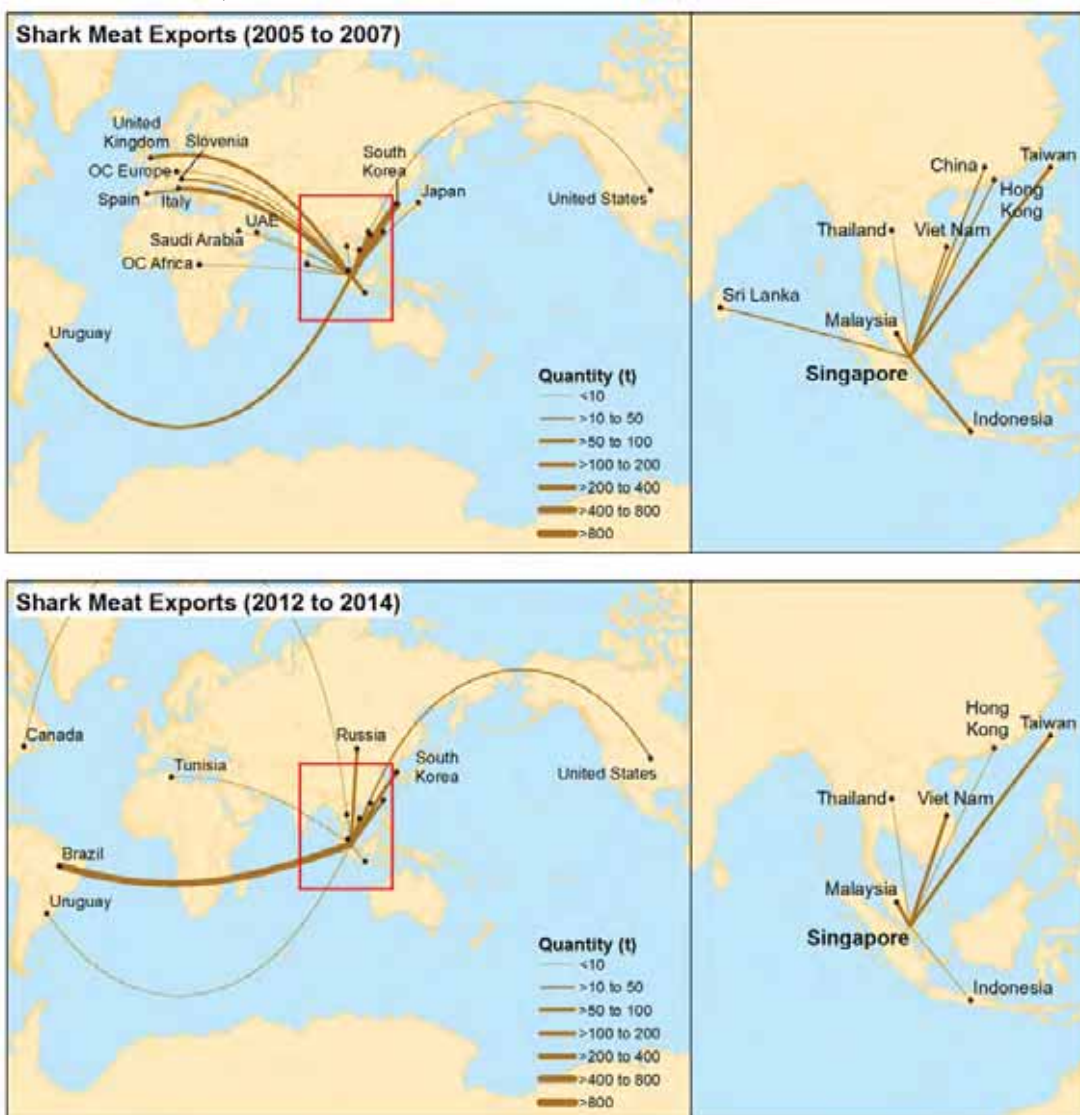 Shark Meat Exports (2005 to 2007)
United
Kingdom
Slovenia
OC Europe
Spain
Italy
UAE
Saudi Arabia
OC Africa
Uruguay
South
Korea
Japan
United States
Quantity (t)
<10
>10 to 50
>50 to 100
>100 to 200
>200 to 400
>400 to 800
>800
China
Taiwan
Hong
Kong
Thailand
Viet Nam
Sri Lanka
Malaysia
Singapore
Indonesia
Shark Meat Exports (2012 to 2014)
Canada
Tunisia
Russia
South
Korea
United States
Brazil
Uruguay
Quantity (t)
<10
>10 to 50
>50 to 100
>100 to 200
>200 to 400
>400 to 800
>800
Hong
Kong
Taiwan
Thailand
Viet Nam
Malaysia
Singapore
Indonesia